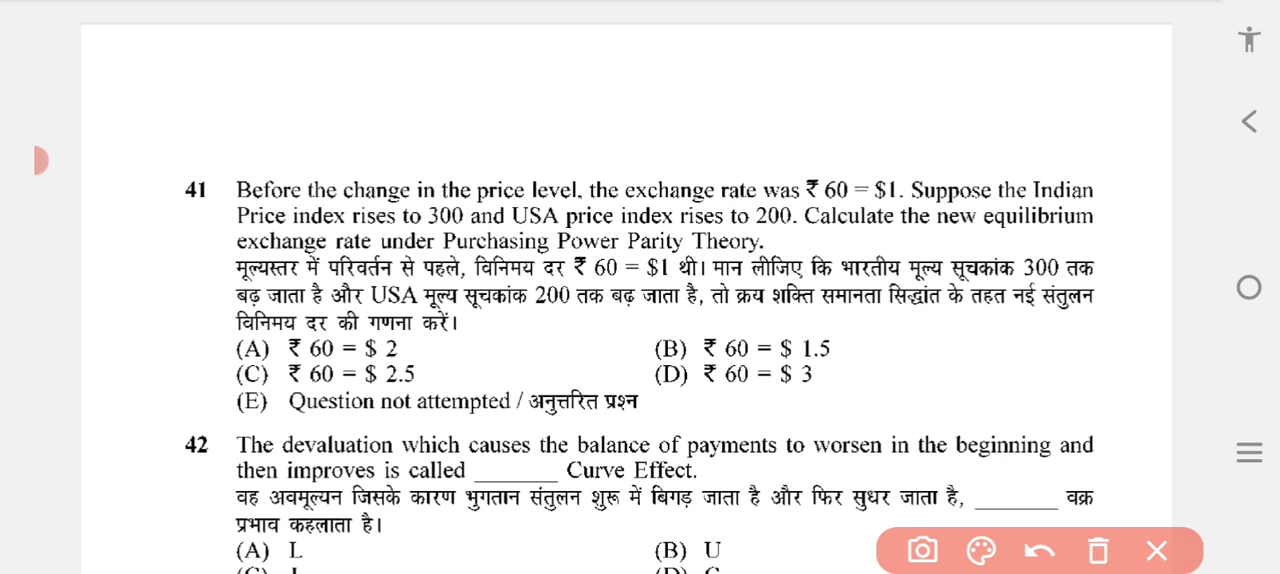 41 Before the change in the price level, the exchange rate was ₹ 60 = $1. Suppose the Indian
Price index rises to 300 and USA price index rises to 200. Calculate the new equilibrium
exchange rate under Purchasing Power Parity Theory.
मूल्यस्तर में परिवर्तन से पहले, विनिमय दर ₹ 60 = $1 थी। मान लीजिए कि भारतीय मूल्य सूचकांक 300 तक
बढ़ जाता है और USA मूल्य सूचकांक 200 तक बढ़ जाता है, तो क्रय शक्ति समानता सिद्धांत के तहत नई संतुलन
विनिमय दर की गणना करें।
(A) ₹ 60 = $ 2 (B) ₹ 60 = $ 1.5
(C) ₹ 60 = $ 2.5 (D) ₹ 60 = $ 3
(E) Question not attempted / अनुत्तरित प्रश्न
42 The devaluation which causes the balance of payments to worsen in the beginning and
then improves is called ________ Curve Effect.
वह अवमूल्यन जिसके कारण भुगतान संतुलन शुरू में बिगड़ जाता है और फिर सुधर जाता है, ________ वक्र
प्रभाव कहलाता है।
(A) L (B) U